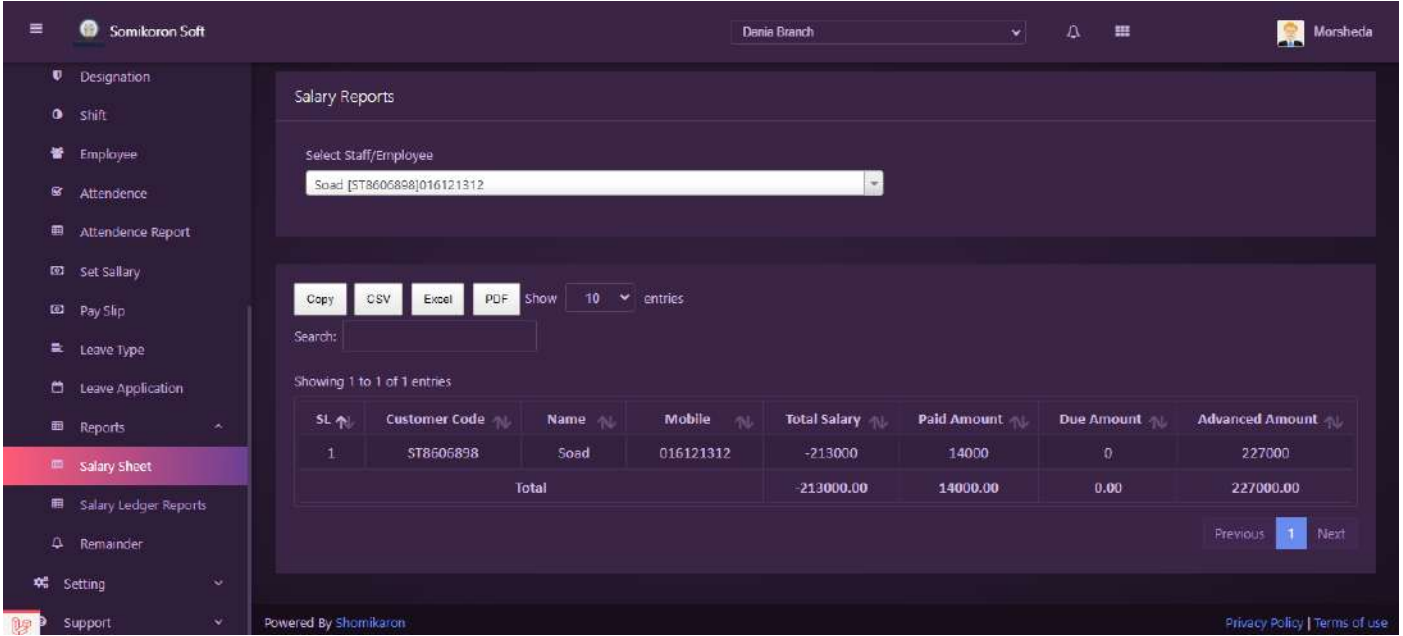 Somikoron Soft
Denia Branch
Morsheda
Designation
Shift
Employee
Attendence
Attendence Report
Set Sallary
Pay Slip
Leave Type
Leave Application
Reports
Salary Sheet
Salary Ledger Reports
Remainder
Setting
Support
Salary Reports
Select Staff/Employee
Soad [ST8606898]016121312
Copy CSV Excel PDF Show 10 entries
Search:
Showing 1 to 1 of 1 entries
SL Customer Code Name Mobile Total Salary Paid Amount Due Amount Advanced Amount
1 ST8606898 Soad 016121312 -213000 14000 0 227000
Total -213000.00 14000.00 0.00 227000.00
Previous 1 Next
Powered By Shomikaron
Privacy Policy | Terms of use